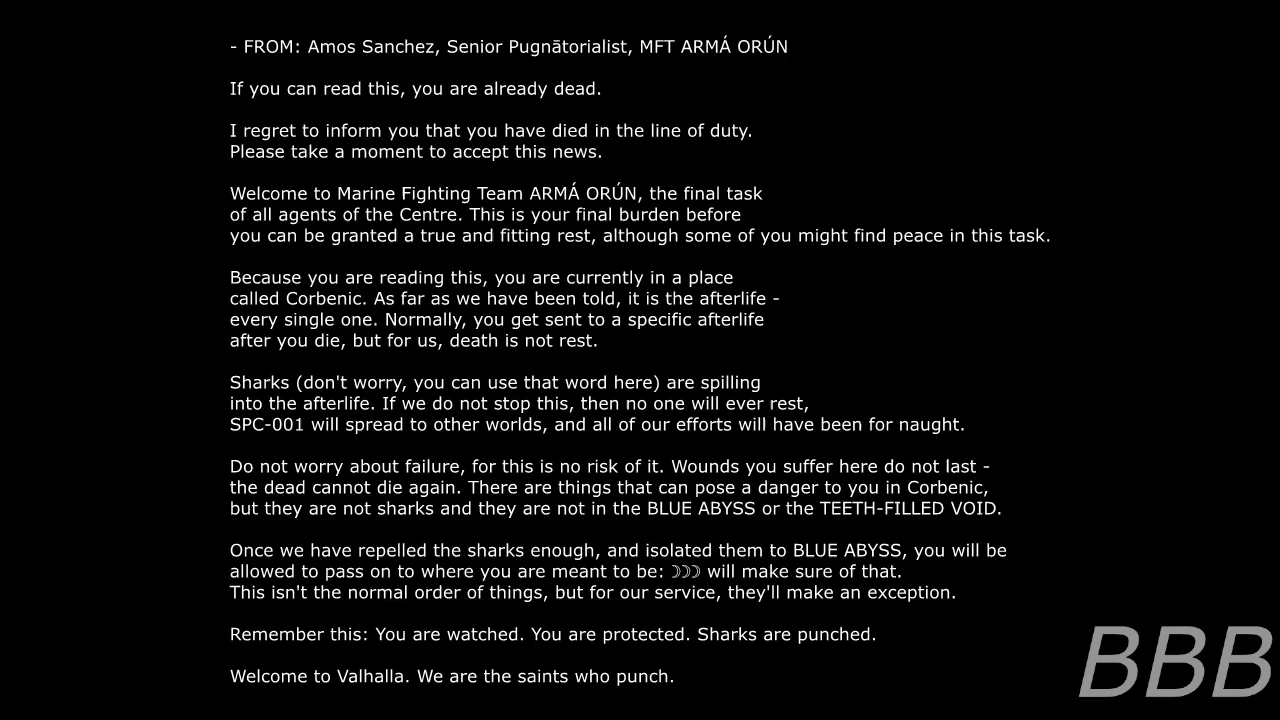 - FROM: Amos Sanchez, Senior Pugnātorialist, MFT ARMÁ ORÚN
If you can read this, you are already dead.
I regret to inform you that you have died in the line of duty.
Please take a moment to accept this news.
Welcome to Marine Fighting Team ARMÁ ORÚN, the final task
of all agents of the Centre. This is your final burden before
you can be granted a true and fitting rest, although some of you might find peace in this task.
Because you are reading this, you are currently in a place
called Corbenic. As far as we have been told, it is the afterlife -
every single one. Normally, you get sent to a specific afterlife
after you die, but for us, death is not rest.
Sharks (don't worry, you can use that word here) are spilling
into the afterlife. If we do not stop this, then no one will ever rest,
SPC-001 will spread to other worlds, and all of our efforts will have been for naught.
Do not worry about failure, for this is no risk of it. Wounds you suffer here do not last -
the dead cannot die again. There are things that can pose a danger to you in Corbenic,
but they are not sharks and they are not in the BLUE ABYSS or the TEETH-FILLED VOID.
Once we have repelled the sharks enough, and isolated them to BLUE ABYSS, you will be
allowed to pass on to where you are meant to be: ☽☽☽ will make sure of that.
This isn't the normal order of things, but for our service, they'll make an exception.
Remember this: You are watched. You are protected. Sharks are punched.
Welcome to Valhalla. We are the saints who punch.
BBB